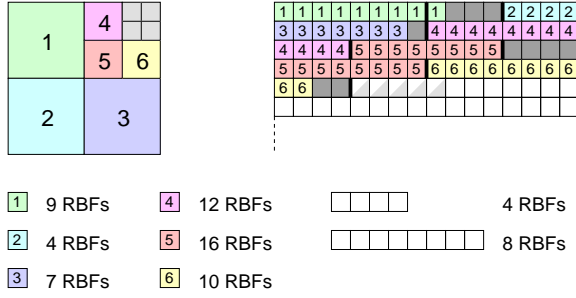 4
1
5 6
2 3
1 1 1 1 1 1 1 1 1 2 2 2 2
3 3 3 3 3 3 3 4 4 4 4 4 4 4 4
4 4 4 4 5 5 5 5 5 5 5 5
5 5 5 5 5 5 5 5 6 6 6 6 6 6 6 6
6 6
1 9 RBFs 4 12 RBFs 4 RBFs
2 4 RBFs 5 16 RBFs 8 RBFs
3 7 RBFs 6 10 RBFs